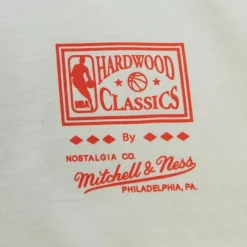 HARDWOOD
NBA
CLASSICS
By
NOSTALGIA CO.
Mitchell & Ness
PHILADELPHIA, PA.